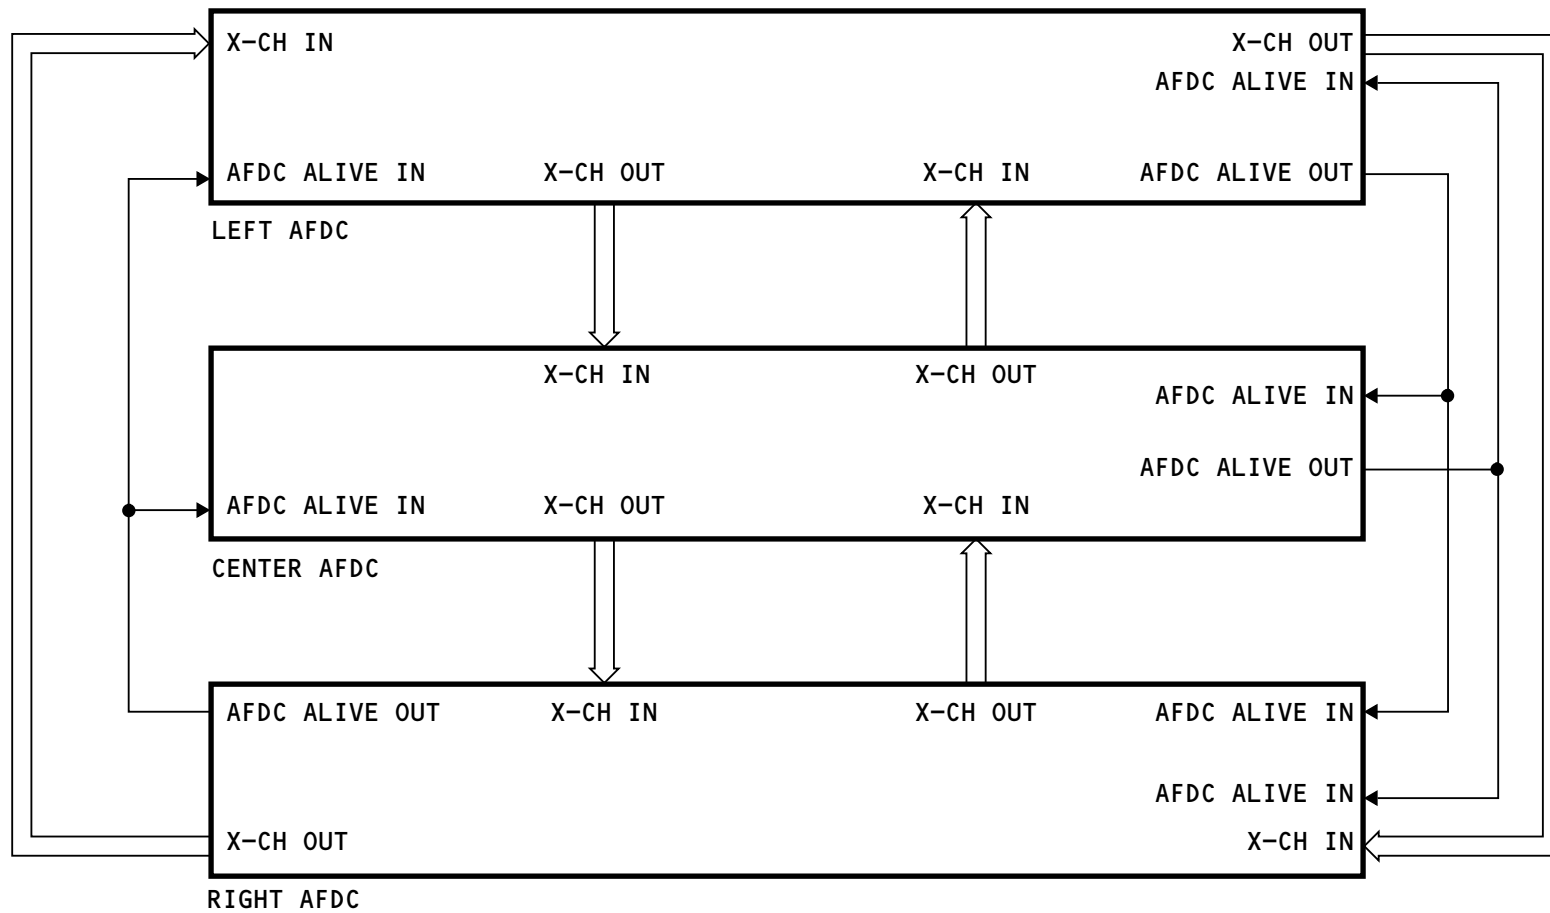 X-CH IN
X-CH OUT
AFDC ALIVE IN
AFDC ALIVE IN
X-CH OUT
X-CH IN
AFDC ALIVE OUT
LEFT AFDC
X-CH IN
X-CH OUT
AFDC ALIVE IN
AFDC ALIVE OUT
AFDC ALIVE IN
X-CH OUT
X-CH IN
CENTER AFDC
AFDC ALIVE OUT
X-CH IN
X-CH OUT
AFDC ALIVE IN
AFDC ALIVE IN
X-CH OUT
X-CH IN
RIGHT AFDC